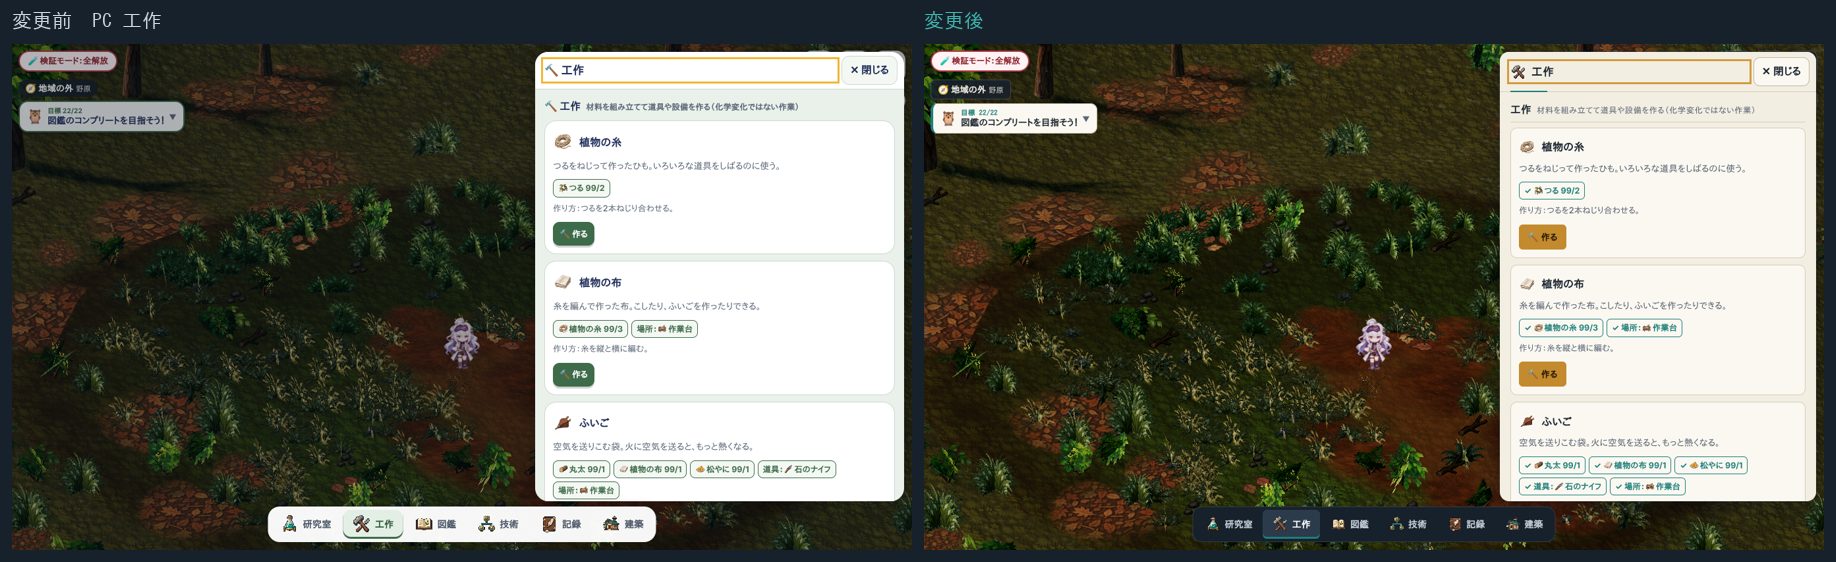 変更前　PC 工作
検証モード:全解放
地域の外 野原
目標 22/22
図鑑のコンプリートを目指そう! ▼
工作
✕ 閉じる
工作 材料を組み立てて道具や設備を作る(化学変化ではない作業)
植物の糸
つるをねじって作ったひも。いろいろな道具をしばるのに使う。
つる 99/2
作り方:つるを2本ねじり合わせる。
作る
植物の布
糸を編んで作った布。こしたり、ふいごを作ったりできる。
植物の糸 99/3 場所: 作業台
作り方:糸を縦と横に編む。
作る
ふいご
空気を送りこむ袋。火に空気を送ると、もっと熱くなる。
丸太 99/1 植物の布 99/1 松やに 99/1 道具: 石のナイフ
場所: 作業台
研究室 工作 図鑑 技術 記録 建築
変更後
検証モード:全解放
地域の外 野原
目標 22/22
図鑑のコンプリートを目指そう! ▼
工作
✕ 閉じる
工作 材料を組み立てて道具や設備を作る(化学変化ではない作業)
植物の糸
つるをねじって作ったひも。いろいろな道具をしばるのに使う。
✓ つる 99/2
作り方:つるを2本ねじり合わせる。
作る
植物の布
糸を編んで作った布。こしたり、ふいごを作ったりできる。
✓ 植物の糸 99/3 ✓ 場所: 作業台
作り方:糸を縦と横に編む。
作る
ふいご
空気を送りこむ袋。火に空気を送ると、もっと熱くなる。
✓ 丸太 99/1 ✓ 植物の布 99/1 ✓ 松やに 99/1
✓ 道具: 石のナイフ ✓ 場所: 作業台
研究室 工作 図鑑 技術 記録 建築